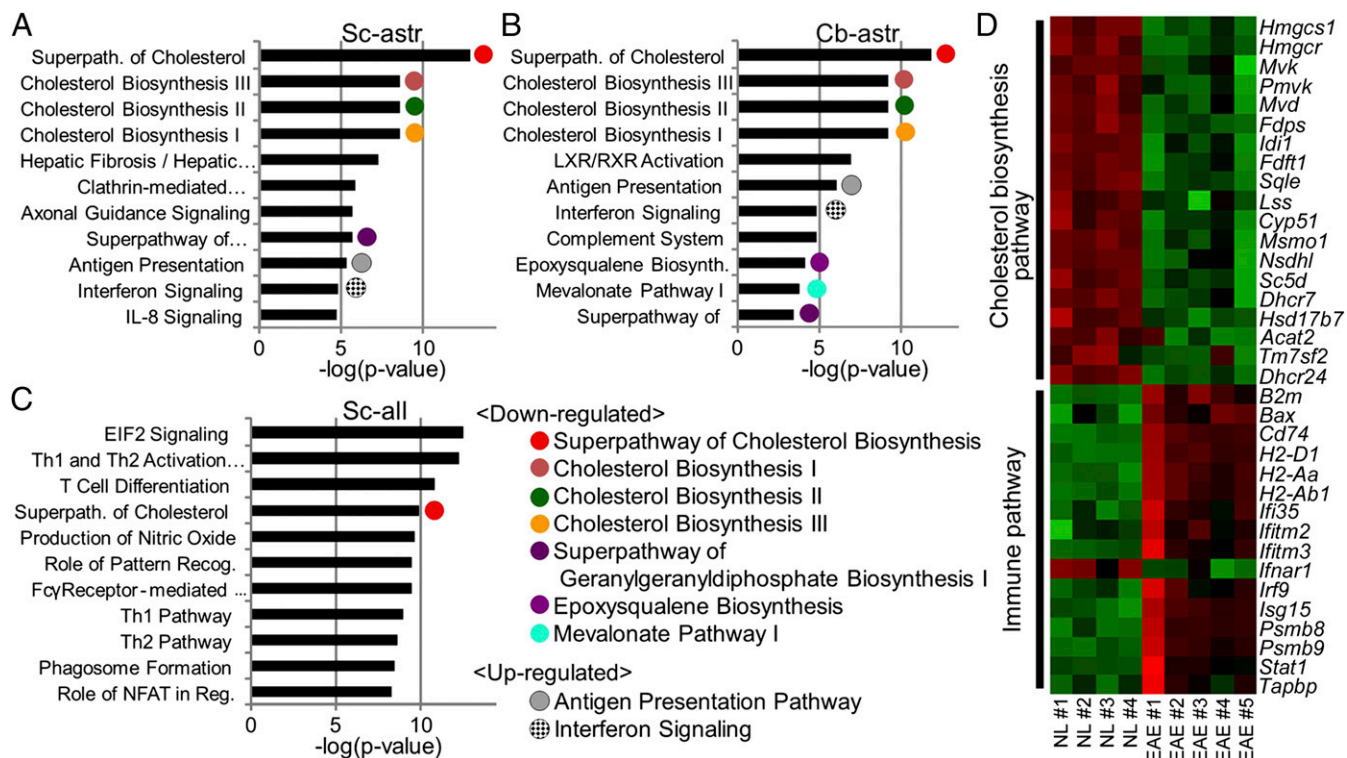 A
Sc-astr
Superpath. of Cholesterol
Cholesterol Biosynthesis III
Cholesterol Biosynthesis II
Cholesterol Biosynthesis I
Hepatic Fibrosis / Hepatic…
Clathrin-mediated…
Axonal Guidance Signaling
Superpathway of…
Antigen Presentation
Interferon Signaling
IL-8 Signaling
0 5 10
-log(p-value)
B
Cb-astr
Superpath. of Cholesterol
Cholesterol Biosynthesis III
Cholesterol Biosynthesis II
Cholesterol Biosynthesis I
LXR/RXR Activation
Antigen Presentation
Interferon Signaling
Complement System
Epoxysqualene Biosynth.
Mevalonate Pathway I
Superpathway of
0 5 10
-log(p-value)
C
Sc-all
EIF2 Signaling
Th1 and Th2 Activation…
T Cell Differentiation
Superpath. of Cholesterol
Production of Nitric Oxide
Role of Pattern Recog.
FcγReceptor-mediated ...
Th1 Pathway
Th2 Pathway
Phagosome Formation
Role of NFAT in Reg.
0 5 10
-log(p-value)
<Down-regulated>
Superpathway of Cholesterol Biosynthesis
Cholesterol Biosynthesis I
Cholesterol Biosynthesis II
Cholesterol Biosynthesis III
Superpathway of
Geranylgeranyldiphosphate Biosynthesis I
Epoxysqualene Biosynthesis
Mevalonate Pathway I
<Up-regulated>
Antigen Presentation Pathway
Interferon Signaling
D
Cholesterol biosynthesis
pathway
Hmgcs1
Hmgcr
Mvk
Pmvk
Mvd
Fdps
Idi1
Fdft1
Sqle
Lss
Cyp51
Msmo1
Nsdhl
Sc5d
Dhcr7
Hsd17b7
Acat2
Tm7sf2
Dhcr24
Immune pathway
B2m
Bax
Cd74
H2-D1
H2-Aa
H2-Ab1
Ifi35
Ifitm2
Ifitm3
Ifnar1
Irf9
Isg15
Psmb8
Psmb9
Stat1
Tapbp
NL #1
NL #2
NL #3
NL #4
EAE #1
EAE #2
EAE #3
EAE #4
EAE #5